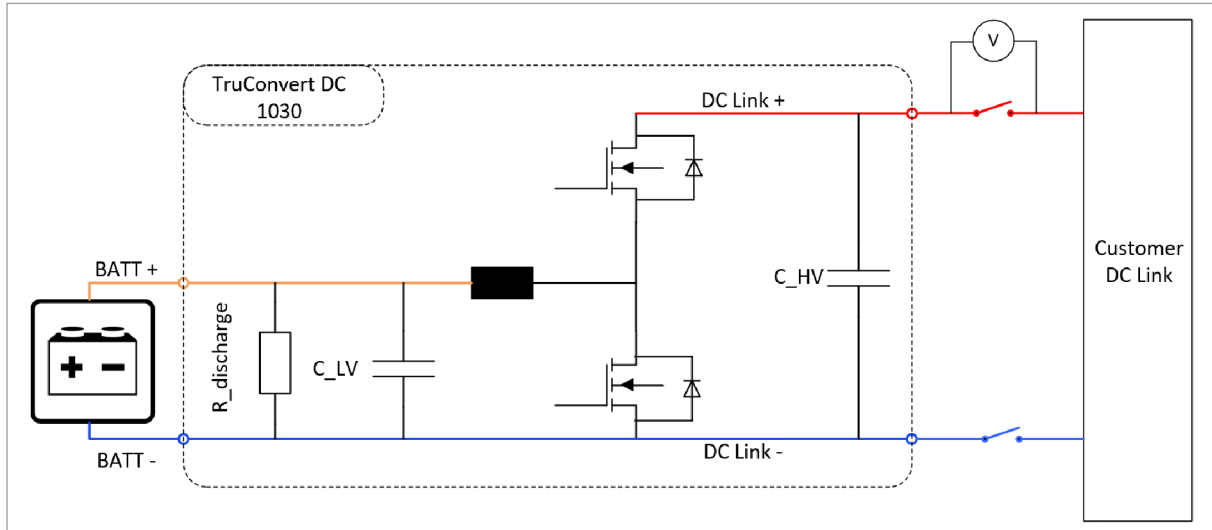 TruConvert DC
1030
V
DC Link +
BATT +
R_discharge
C_LV
C_HV
Customer
DC Link
BATT -
DC Link -